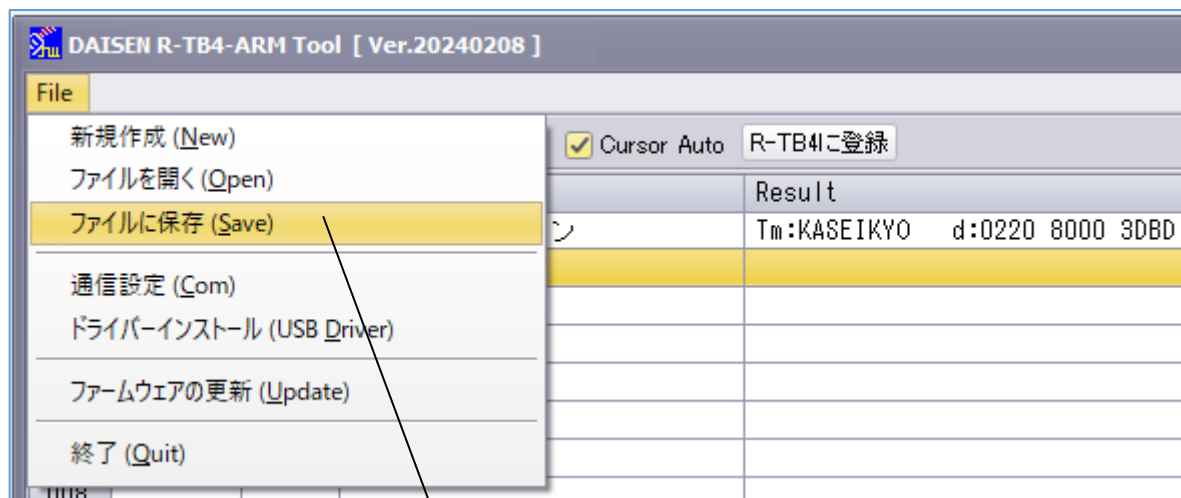 DAISEN R-TB4-ARM Tool [ Ver.20240208 ]
File
新規作成 (New)
ファイルを開く (Open)
ファイルに保存 (Save)
通信設定 (Com)
ドライバーインストール (USB Driver)
ファームウェアの更新 (Update)
終了 (Quit)
Cursor Auto R-TB4に登録
Result
ン Tm:KASEIKYO d:0220 8000 3DBD